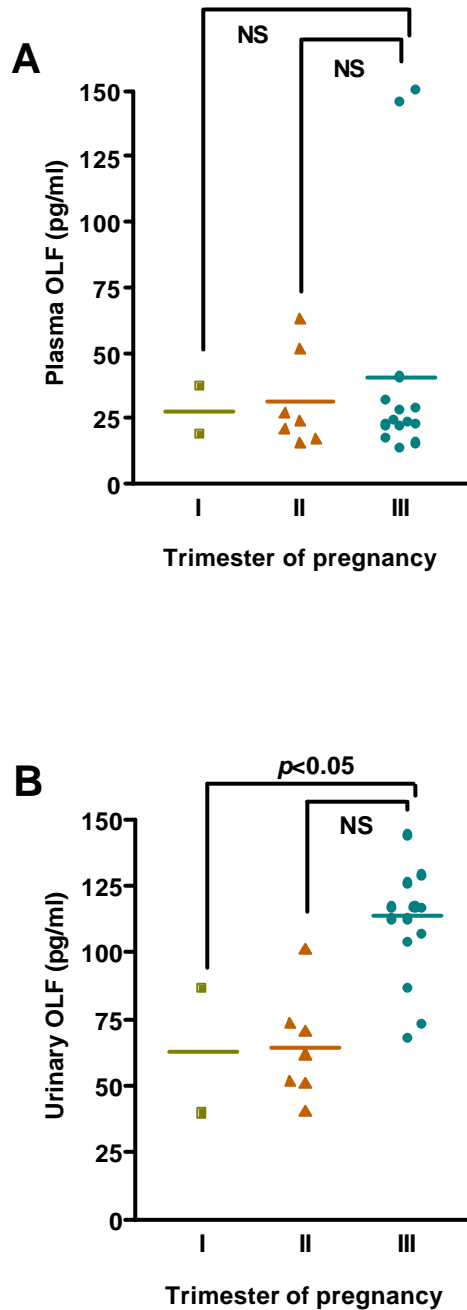 NS
A
NS
150
125
100
75
50
25
0
Plasma OLF (pg/ml)
I II III
Trimester of pregnancy
p<0.05
B
NS
150
125
100
75
50
25
0
Urinary OLF (pg/ml)
I II III
Trimester of pregnancy